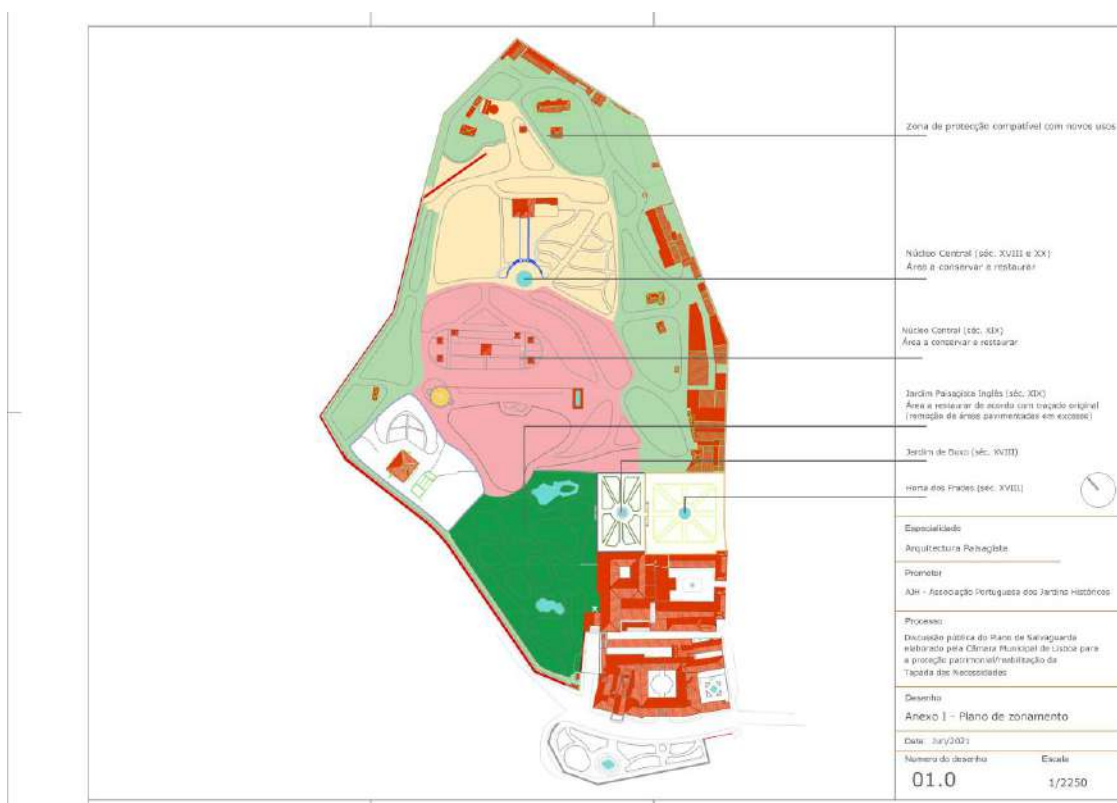 Zona de protecção compatível com novos usos
Núcleo Central (séc. XVIII e XX)
Área a conservar e restaurar
Núcleo Central (séc. XIX)
Área a conservar e restaurar
Jardim Paisagista Inglês (séc. XIX)
Área a restaurar de acordo com traçado original
(remoção de áreas pavimentadas em excesso)
Jardim de Buxo (séc. XVIII)
Horta dos Frades (séc. XVIII)
Especialidade
Arquitectura Paisagista
Promotor
AJH - Associação Portuguesa dos Jardins Históricos
Processo
Discussão pública do Plano de Salvaguarda
elaborado pela Câmara Municipal de Lisboa para
a proteção patrimonial/reabilitação da
Tapada das Necessidades
Desenho
Anexo I - Plano de zonamento
Data: Jun/2021
Numero do desenho
Escala
01.0
1/2250